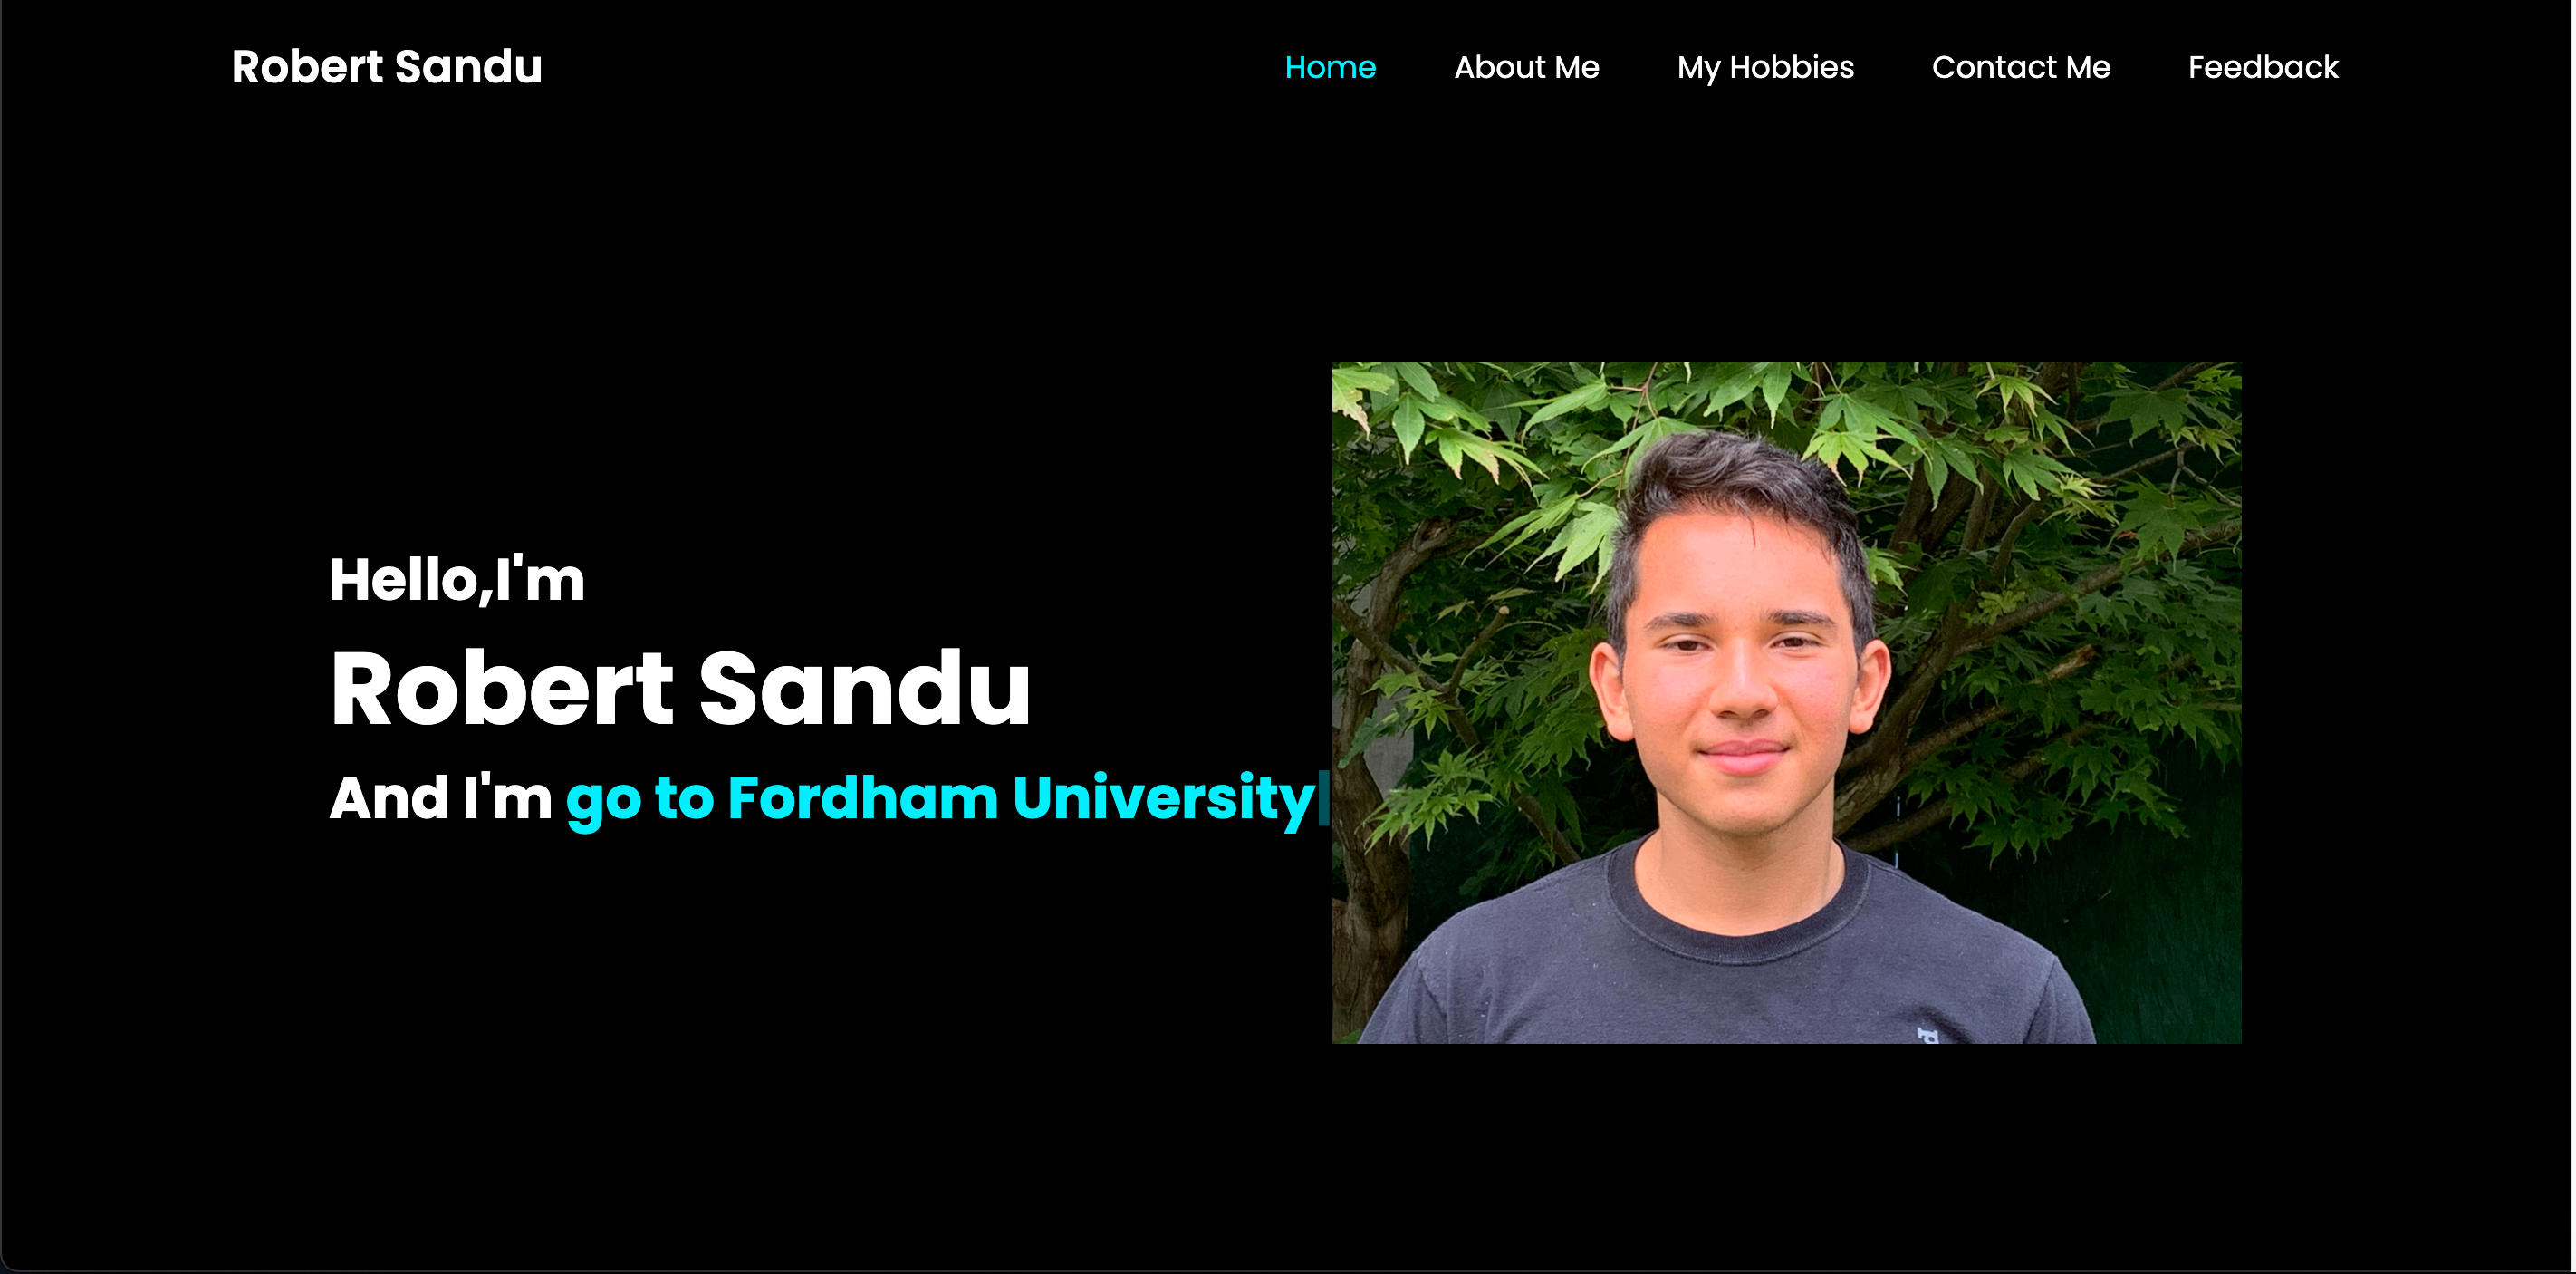 Robert Sandu
Home About Me My Hobbies Contact Me Feedback
Hello,I'm
Robert Sandu
And I'm go to Fordham University